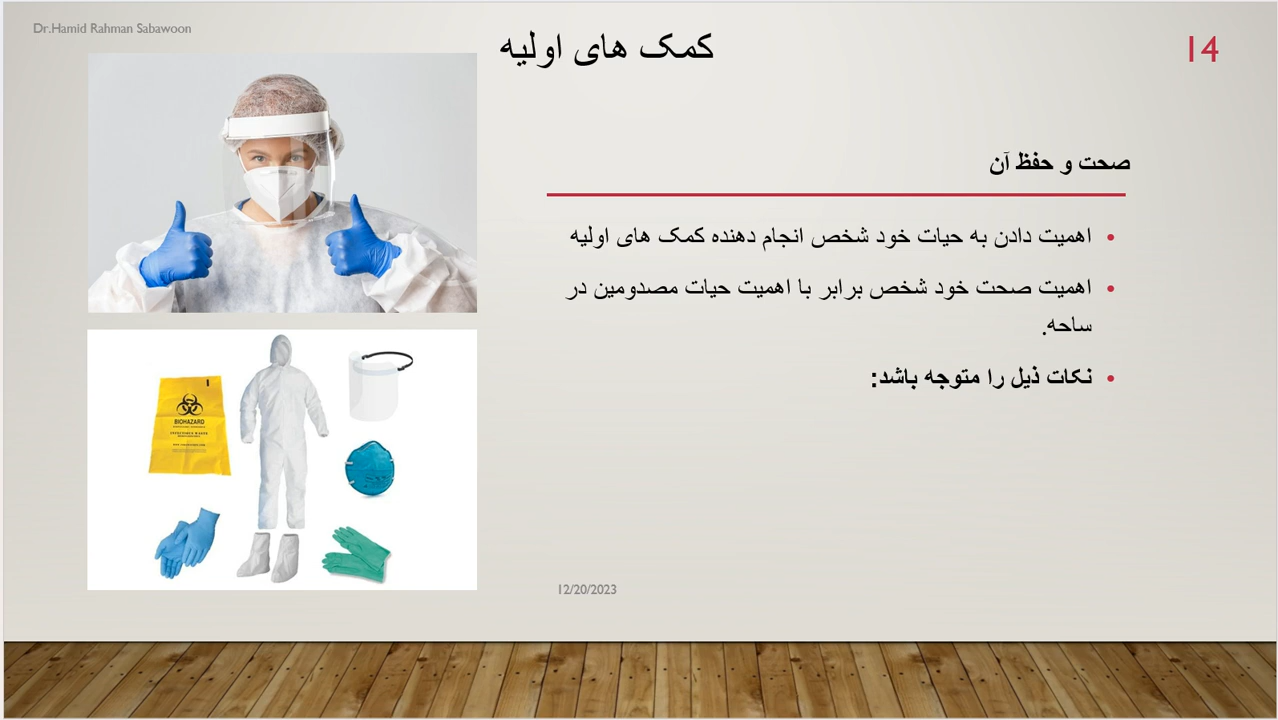 Dr.Hamid Rahman Sabawoon
کمک های اولیه
14
صحت و حفظ آن
• اهمیت دادن به حیات خود شخص انجام دهنده کمک های اولیه
• اهمیت صحت خود شخص برابر با اهمیت حیات مصدومین در
ساحه.
• نکات ذیل را متوجه باشد:
BIOHAZARD
12/20/2023